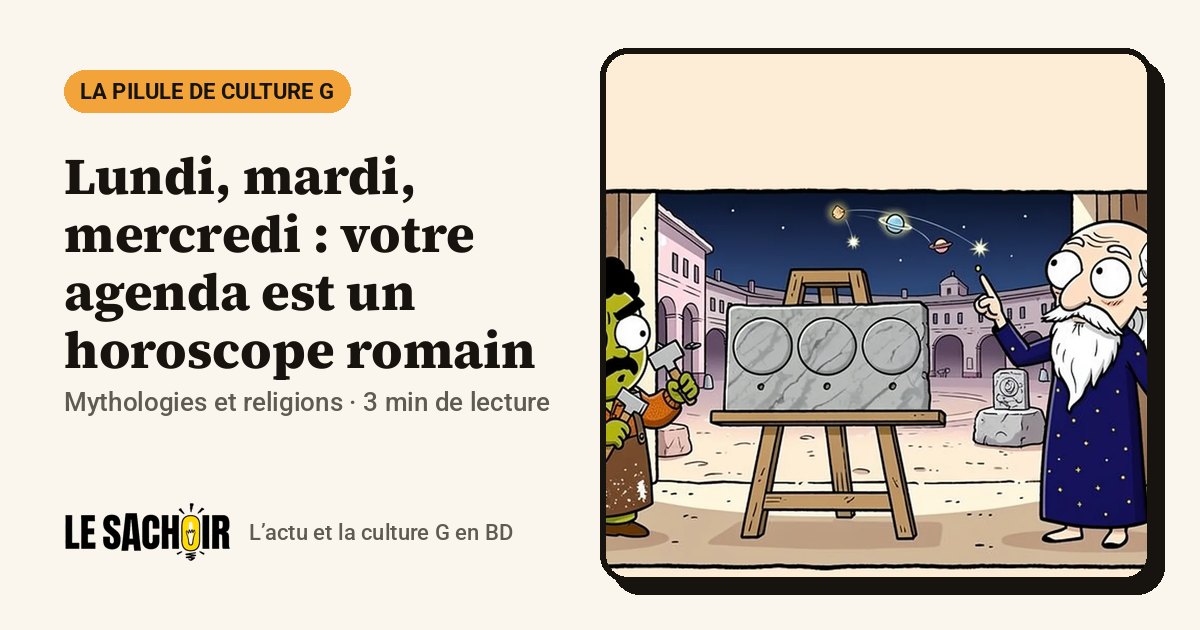 LA PILULE DE CULTURE G
Lundi, mardi,
mercredi : votre
agenda est un
horoscope romain
Mythologies et religions · 3 min de lecture
LE SACHOIR
L’actu et la culture G en BD